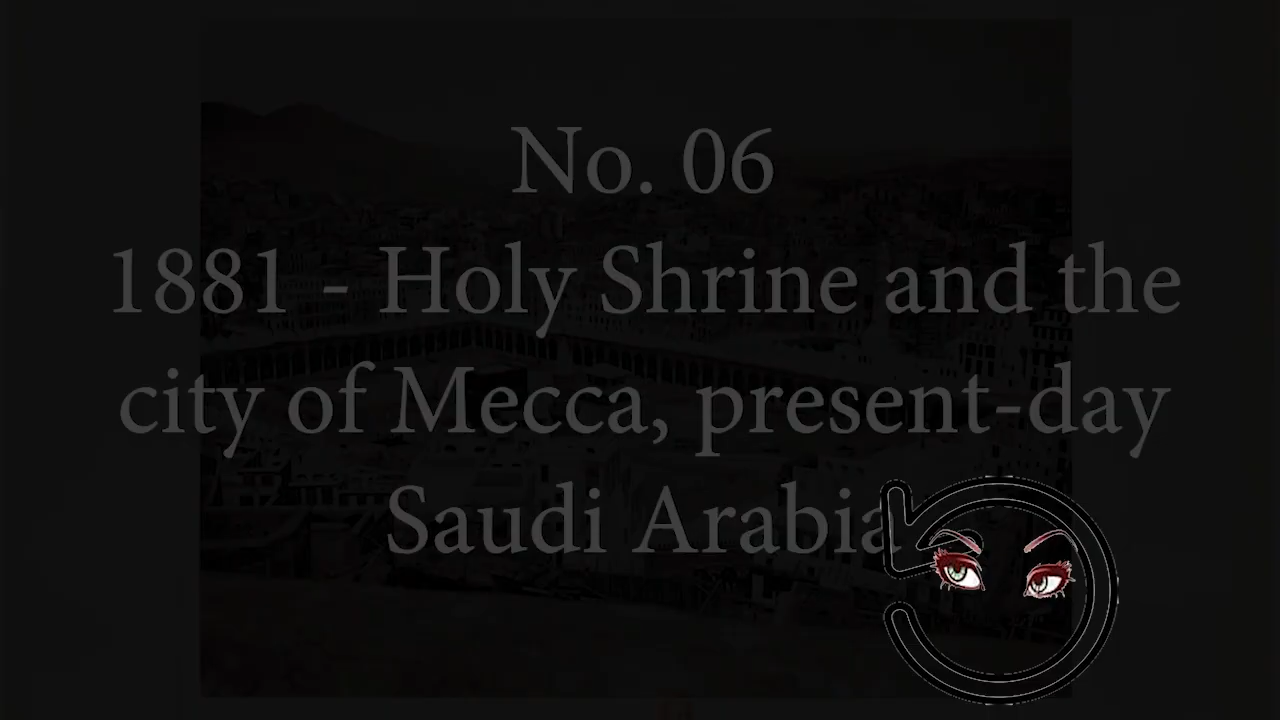 No. 06
1881 - Holy Shrine and the
city of Mecca, present-day
Saudi Arabia